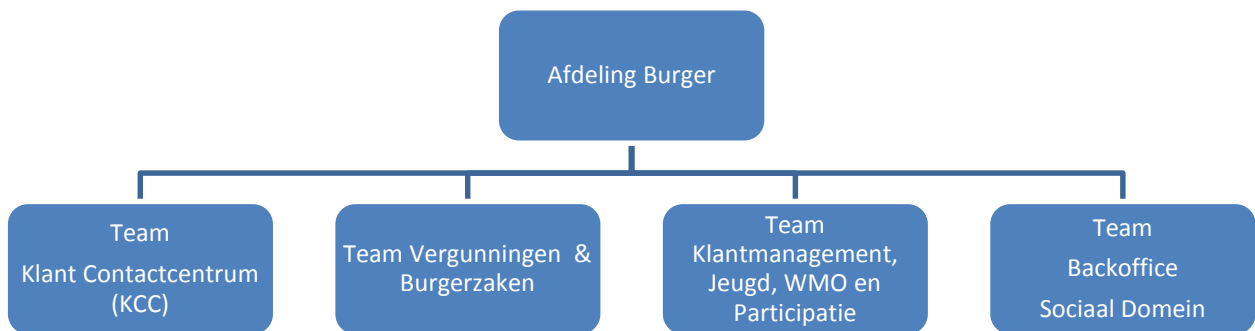 Afdeling Burger
Team
Klant Contactcentrum
(KCC)
Team Vergunningen &
Burgerzaken
Team
Klantmanagement,
Jeugd, WMO en
Participatie
Team
Backoffice
Sociaal Domein